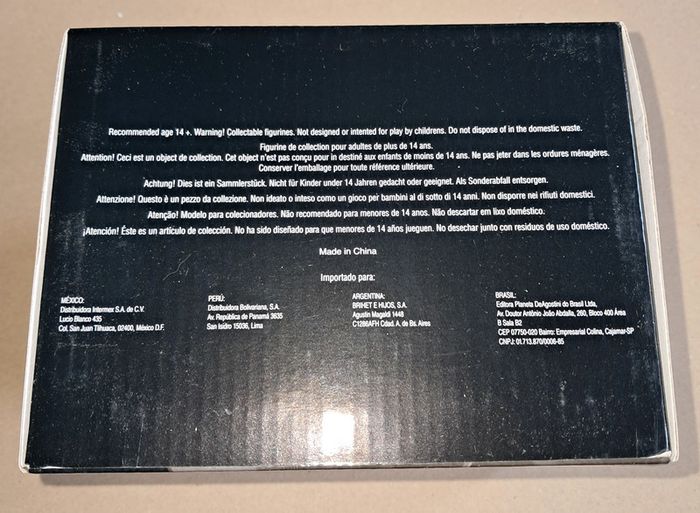 Recommended age 14 +. Warning! Collectable figurines. Not designed or intented for play by childrens. Do not dispose of in the domestic waste.
Figurine de collection pour adultes de plus de 14 ans.
Attention! Ceci est un object de collection. Cet object n'est pas conçu pour in destiné aux enfants de moins de 14 ans. Ne pas jeter dans les ordures ménagères.
Conserver l'emballage pour toute référence ultérieure.
Achtung! Dies ist ein Sammlerstück. Nicht für Kinder under 14 Jahren gedacht oder geeignet. Als Sonderabfall entsorgen.
Attenzione! Questo è un pezzo da collezione. Non ideato o inteso como un gioco per bambini al di sotto di 14 anni. Non disporre nei rifiuti domestici.
Atenção! Modelo para colecionadores. Não recomendado para menores de 14 anos. Não descartar em lixo doméstico.
¡Atención! Éste es un artículo de colección. No ha sido diseñado para que menores de 14 años jueguen. No desechar junto con residuos de uso doméstico.
Made in China
Importado para:
MÉXICO:
Distribuidora Intermex S.A. de C.V.
Lucio Blanco 435
Col. San Juan Tlihuaca, 02400, México D.F.
PERÚ:
Distribuidora Bolivariana, S.A.
Av. República de Panamá 3635
San Isidro 15036, Lima
ARGENTINA:
BRIHET E HIJOS, S.A.
Agustin Magaldi 1448
C1286AFH Cdad. A. de Bs. Aires
BRASIL:
Editora Planeta DeAgostini do Brasil Ltda,
Av. Doutor Antônio João Abdalla, 260, Bloco 400 Área
B Sala B2
CEP 07750-020 Bairro: Empresarial Colina, Cajamar-SP
CNPJ: 01.713.870/0006-85